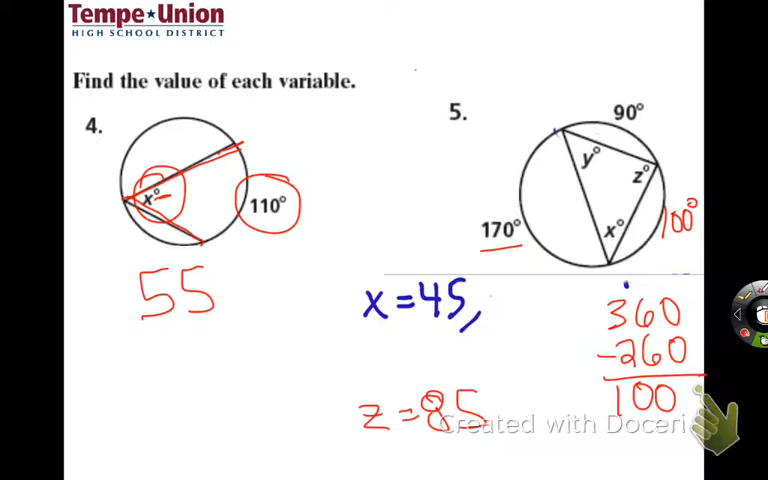 Tempe Union
HIGH SCHOOL DISTRICT
Find the value of each variable.
4.
x°
110°
55
5.
90°
y°
z°
x°
170°
100°
x = 45,
z = 85
360
-260
100
Created with Doceri